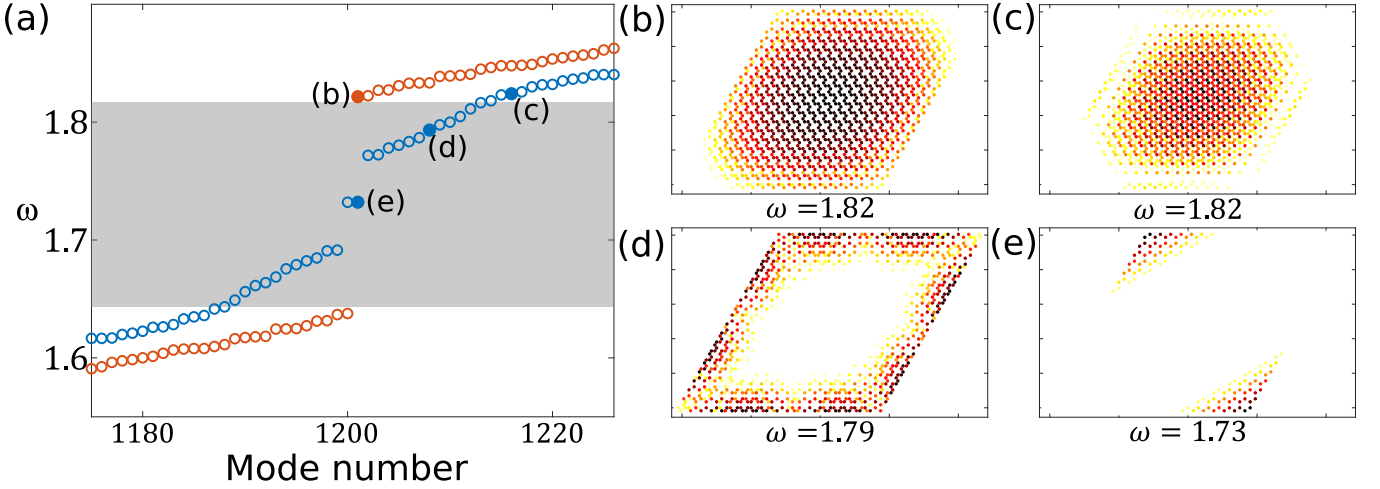 (a)
1.8
1.7
1.6
ω
(b)
(c)
(d)
(e)
1180
1200
1220
Mode number
(b)
ω = 1.82
(c)
ω = 1.82
(d)
ω = 1.79
(e)
ω = 1.73